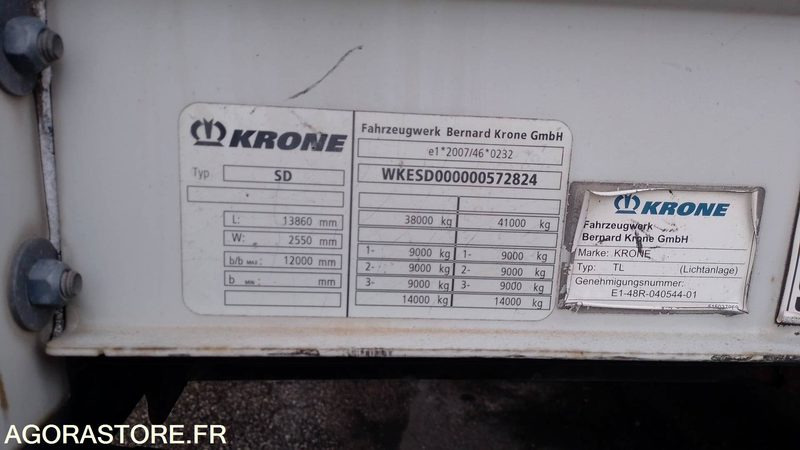 KRONE
Typ SD
L: 13860 mm
W: 2550 mm
b/b MAX: 12000 mm
b MIN: mm
Fahrzeugwerk Bernard Krone GmbH
e1*2007/46*0232
WKESD000000572824
38000 kg 41000 kg
1- 9000 kg 1- 9000 kg
2- 9000 kg 2- 9000 kg
3- 9000 kg 3- 9000 kg
14000 kg 14000 kg
KRONE
Fahrzeugwerk
Bernard Krone GmbH
Marke: KRONE
Typ: TL (Lichtanlage)
Genehmigungsnummer:
E1-48R-040544-01
AGORASTORE.FR